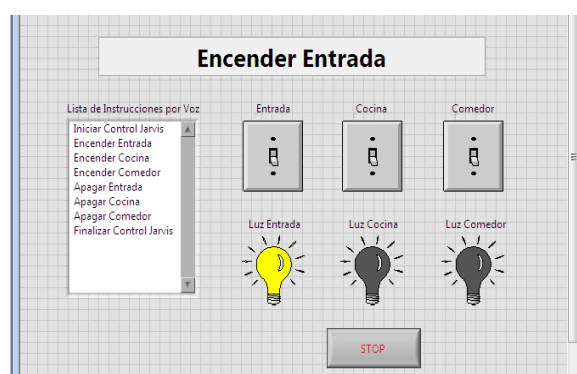 Encender Entrada
Lista de Instrucciones por Voz
Iniciar Control Jarvis
Encender Entrada
Encender Cocina
Encender Comedor
Apagar Entrada
Apagar Cocina
Apagar Comedor
Finalizar Control Jarvis
Entrada
Cocina
Comedor
Luz Entrada
Luz Cocina
Luz Comedor
STOP